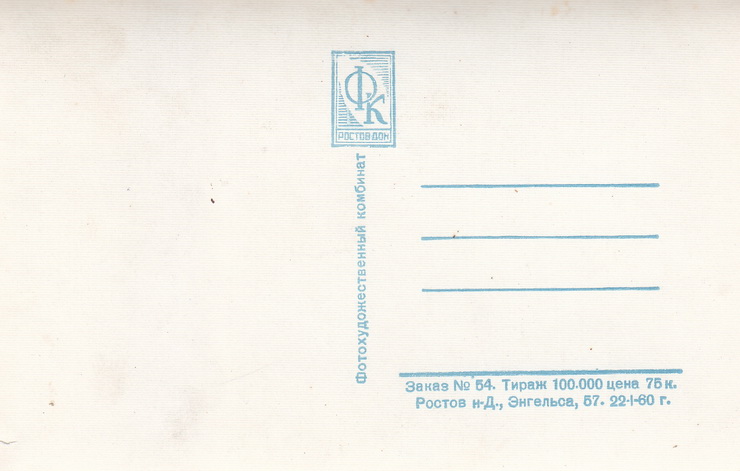 ФК
РОСТОВ-ДОН
Фотохудожественный комбинат
Заказ № 54. Тираж 100.000 цена 75 к.
Ростов н-Д., Энгельса, 57. 22-I-60 г.